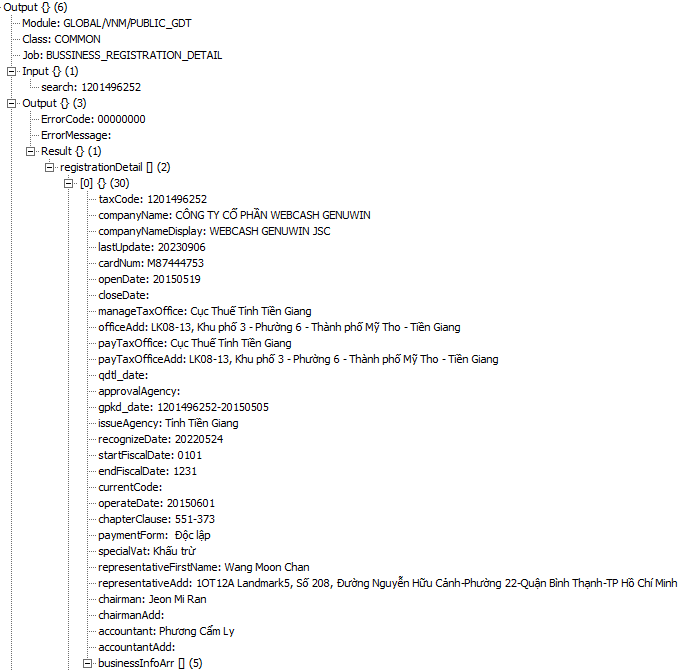 Output {} (6)
Module: GLOBAL/VNM/PUBLIC_GDT
Class: COMMON
Job: BUSSINESS_REGISTRATION_DETAIL
Input {} (1)
search: 1201496252
Output {} (3)
ErrorCode: 00000000
ErrorMessage:
Result {} (1)
registrationDetail [] (2)
[0] {} (30)
taxCode: 1201496252
companyName: CÔNG TY CỔ PHẦN WEBCASH GENUWIN
companyNameDisplay: WEBCASH GENUWIN JSC
lastUpdate: 20230906
cardNum: M87444753
openDate: 20150519
closeDate:
manageTaxOffice: Cục Thuế Tỉnh Tiền Giang
officeAdd: LK08-13, Khu phố 3 - Phường 6 - Thành phố Mỹ Tho - Tiền Giang
payTaxOffice: Cục Thuế Tỉnh Tiền Giang
payTaxOfficeAdd: LK08-13, Khu phố 3 - Phường 6 - Thành phố Mỹ Tho - Tiền Giang
qdtl_date:
approvalAgency:
gpkd_date: 1201496252-20150505
issueAgency: Tỉnh Tiền Giang
recognizeDate: 20220524
startFiscalDate: 0101
endFiscalDate: 1231
currentCode:
operateDate: 20150601
chapterClause: 551-373
paymentForm:  Độc lập
specialVat: Khấu trừ
representativeFirstName: Wang Moon Chan
representativeAdd: 1OT12A Landmark5, Số 208, Đường Nguyễn Hữu Cảnh-Phường 22-Quận Bình Thạnh-TP Hồ Chí Minh
chairman: Jeon Mi Ran
chairmanAdd:
accountant: Phương Cẩm Ly
accountantAdd:
businessInfoArr [] (5)